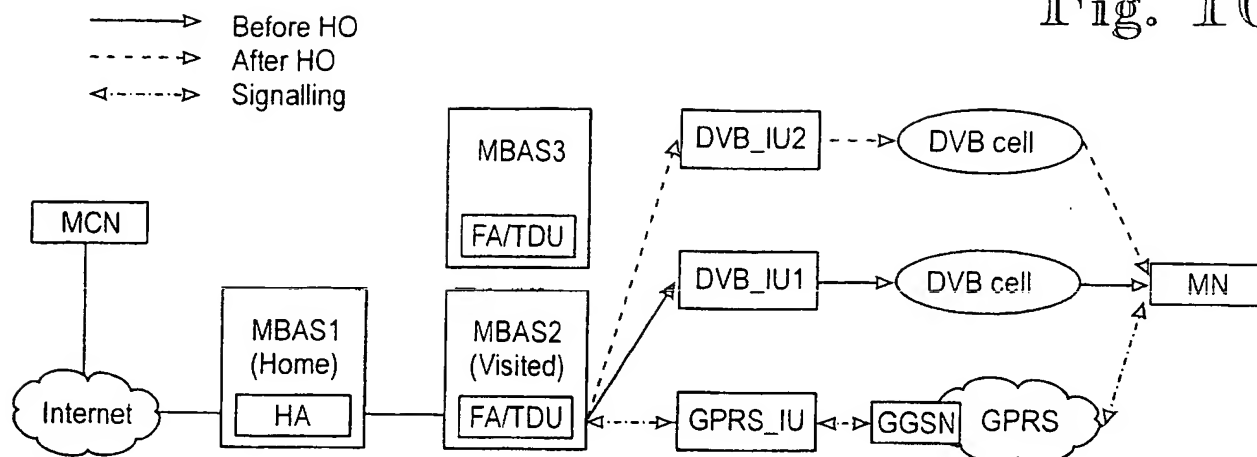 Fig. 1
Before HO
After HO
Signalling
MBAS3
FA/TDU
DVB_IU2
DVB cell
MCN
DVB_IU1
DVB cell
MN
MBAS1
(Home)
HA
MBAS2
(Visited)
FA/TDU
Internet
GPRS_IU
GGSN
GPRS